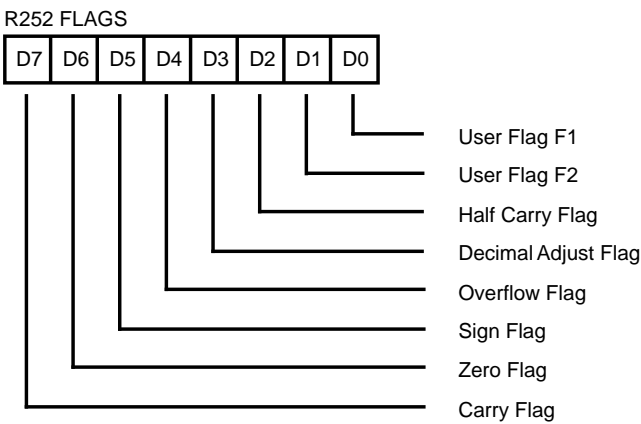 R252 FLAGS
D7 D6 D5 D4 D3 D2 D1 D0
User Flag F1
User Flag F2
Half Carry Flag
Decimal Adjust Flag
Overflow Flag
Sign Flag
Zero Flag
Carry Flag